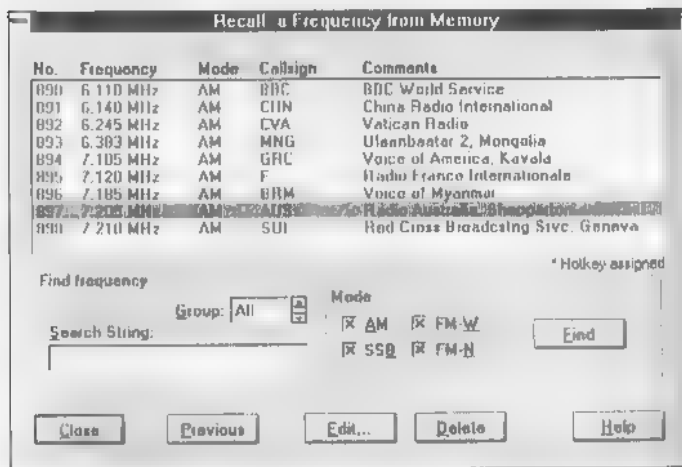 Recall a Frequency from Memory
No. Frequency Mode Callsign Comments
890 6.110 MHz AM BBC BBC World Service
891 6.140 MHz AM CHN China Radio International
892 6.245 MHz AM CVA Vatican Radio
893 6.383 MHz AM MNG Ulaanbaatar 2, Mongolia
894 7.105 MHz AM GRC Voice of America, Kavala
895 7.120 MHz AM F Radio France Internationale
896 7.185 MHz AM BRM Voice of Myanmar
897 7.205 MHz AM AUS Radio Australia, Shepparton
898 7.210 MHz AM SUI Red Cross Broadcasting Srvc. Geneva
* Hotkey assigned
Find frequency
Group: All
Mode
AM FM-W
Search String:
SSB FM-N
Find
Close Previous Edit... Delete Help